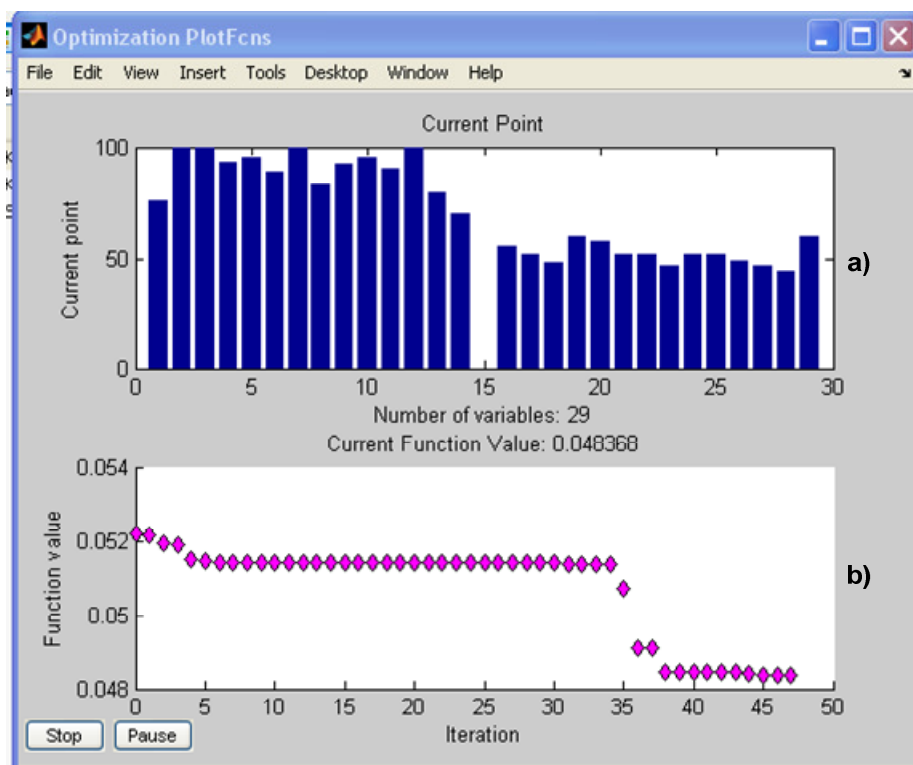 Optimization PlotFcns
File Edit View Insert Tools Desktop Window Help
Current Point
100
50
0
Current point
0 5 10 15 20 25 30
Number of variables: 29
a)
Current Function Value: 0.048368
0.054
0.052
0.05
0.048
Function value
0 5 10 15 20 25 30 35 40 45 50
Iteration
b)
Stop Pause